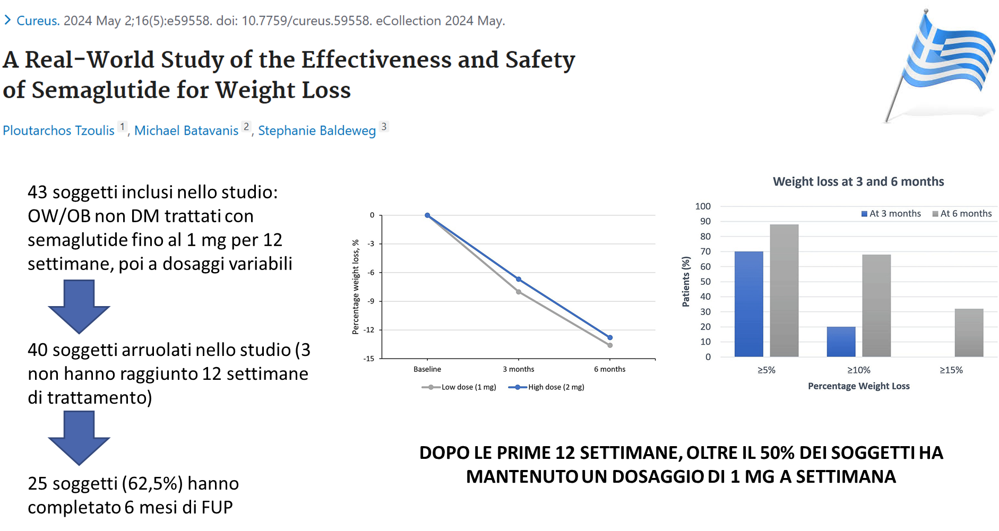 Cureus. 2024 May 2;16(5):e59558. doi: 10.7759/cureus.59558. eCollection 2024 May.
A Real-World Study of the Effectiveness and Safety
of Semaglutide for Weight Loss
Ploutarchos Tzoulis 1, Michael Batavanis 2, Stephanie Baldeweg 3
43 soggetti inclusi nello studio:
OW/OB non DM trattati con
semaglutide fino al 1 mg per 12
settimane, poi a dosaggi variabili
40 soggetti arruolati nello studio (3
non hanno raggiunto 12 settimane
di trattamento)
25 soggetti (62,5%) hanno
completato 6 mesi di FUP
Percentage weight loss, %
0
-3
-6
-9
-12
-15
Baseline 3 months 6 months
Low dose (1 mg) High dose (2 mg)
Weight loss at 3 and 6 months
At 3 months At 6 months
Patients (%)
100
90
80
70
60
50
40
30
20
10
0
≥5% ≥10% ≥15%
Percentage Weight Loss
DOPO LE PRIME 12 SETTIMANE, OLTRE IL 50% DEI SOGGETTI HA
MANTENUTO UN DOSAGGIO DI 1 MG A SETTIMANA